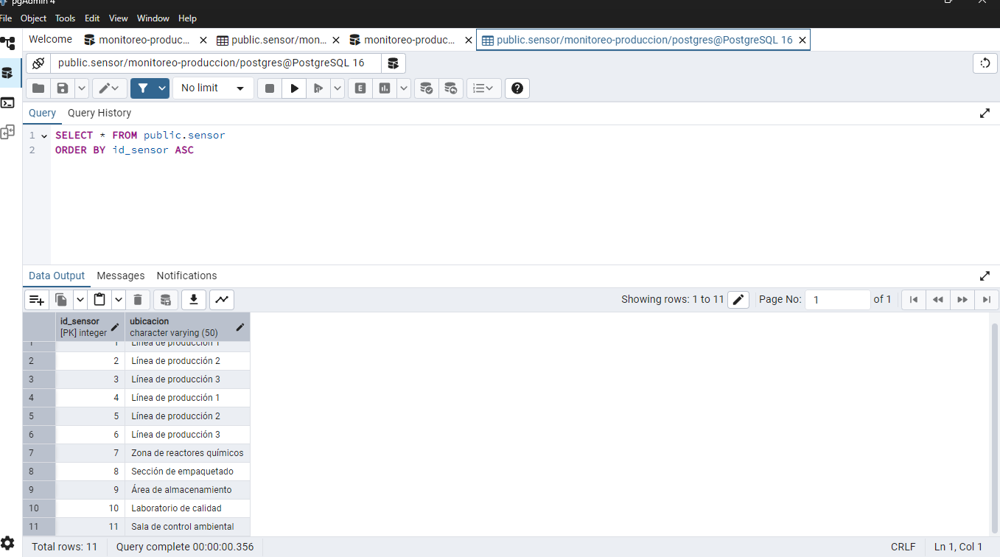 pgAdmin 4
File Object Tools Edit View Window Help
Welcome monitoreo-produc... public.sensor/mon... monitoreo-produc... public.sensor/monitoreo-produccion/postgres@PostgreSQL 16
public.sensor/monitoreo-produccion/postgres@PostgreSQL 16
No limit E
Query Query History
1 SELECT * FROM public.sensor
2 ORDER BY id_sensor ASC
Data Output Messages Notifications
Showing rows: 1 to 11 Page No: 1 of 1
id_sensor ubicacion
[PK] integer character varying (50)
1 1 Línea de producción 1
2 2 Línea de producción 2
3 3 Línea de producción 3
4 4 Línea de producción 1
5 5 Línea de producción 2
6 6 Línea de producción 3
7 7 Zona de reactores químicos
8 8 Sección de empaquetado
9 9 Área de almacenamiento
10 10 Laboratorio de calidad
11 11 Sala de control ambiental
Total rows: 11 Query complete 00:00:00.356 CRLF Ln 1, Col 1